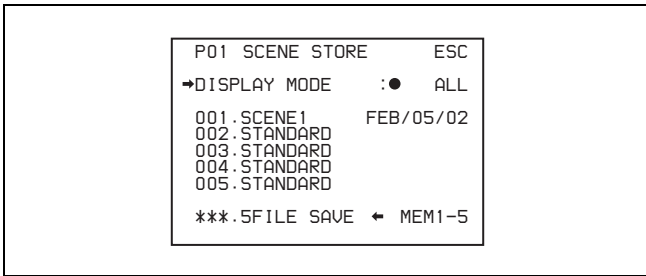 P01 SCENE STORE ESC
➡DISPLAY MODE :● ALL
001.SCENE1 FEB/05/02
002.STANDARD
003.STANDARD
004.STANDARD
005.STANDARD
***.5FILE SAVE ⬅ MEM1-5